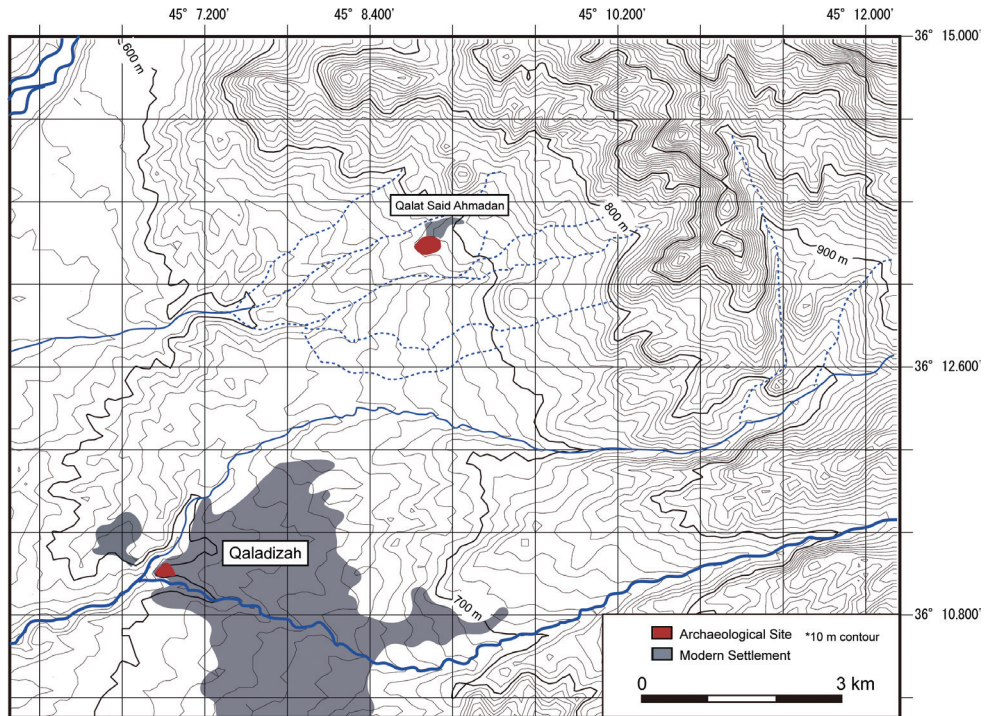 45° 7.200' 45° 8.400' 45° 10.200' 45° 12.000'
36° 15.000'
600 m
Qalat Said Ahmadan
800 m
900 m
36° 12.600'
Qaladizah
700 m
36° 10.800'
Archaeological Site *10 m contour
Modern Settlement
0 3 km